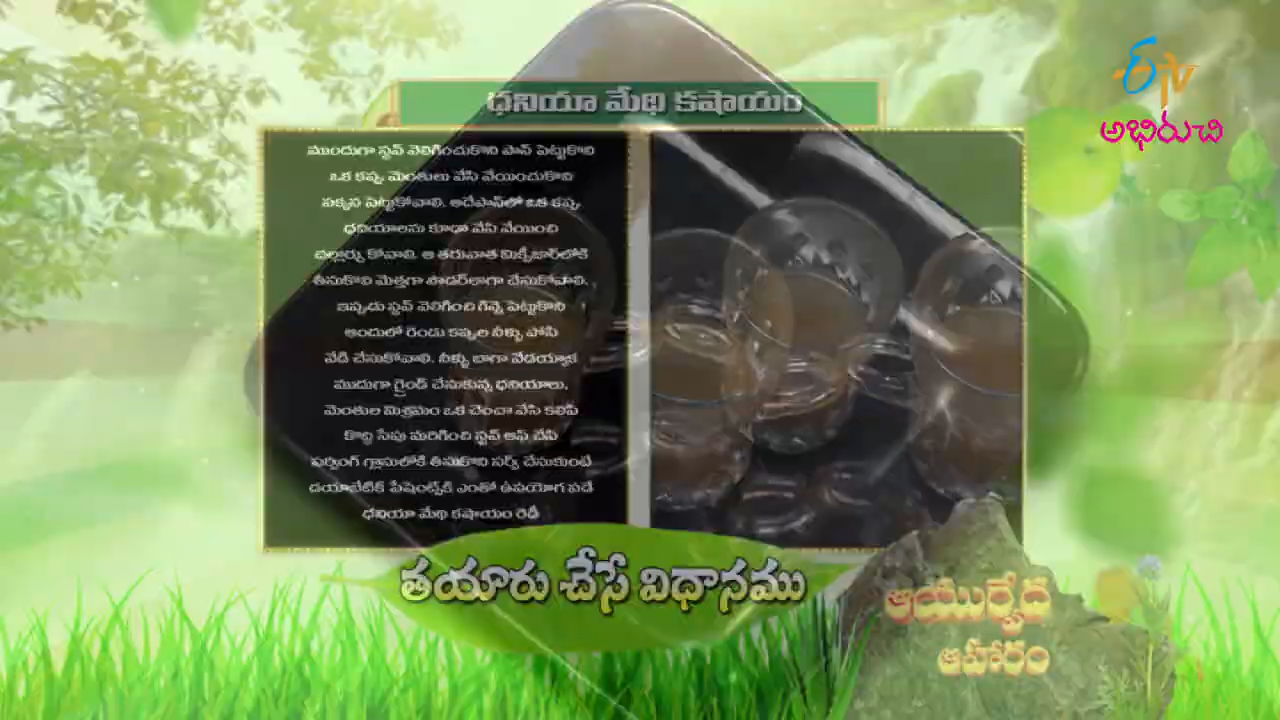 ధనియా మేథి కషాయం
ముందుగా స్టవ్ వెలిగించుకొని పాన్ పెట్టుకొని
ఒక కప్పు మెంతులు వేసి వేయించుకొని
పక్కన పెట్టుకోవాలి. అదేపాన్‌లో ఒక కప్పు
ధనియాలను కూడా వేసి వేయించి
చల్లార్చు కోవాలి. ఆ తరువాత మిక్సీజార్‌లోకి
తీసుకొని మెత్తగా పౌడర్‌లాగా చేసుకోవాలి.
ఇప్పుడు స్టవ్ వెలిగించి గిన్నె పెట్టుకొని
అందులో రెండు కప్పుల నీళ్ళు పోసి
వేడి చేసుకోవాలి. నీళ్ళు బాగా వేడయ్యాక
ముదుగా గ్రైండ్ చేసుకున్న ధనియాలు,
మెంతుల మిశ్రమం ఒక చెంచా వేసి కలిపి
కొద్ది సేపు మరిగించి స్టవ్ ఆఫ్ చేసి
సర్వింగ్ గ్లాసులోకి తీసుకొని సర్వ్ చేసుకుంటే
డయాబెటిక్ పేషెంట్స్‌కి ఎంతో ఉపయోగ పడే
ధనియా మేథి కషాయం రెడీ
తయారు చేసే విధానము
ఆయుర్వేద
ఆహారం
etv
అభిరుచి